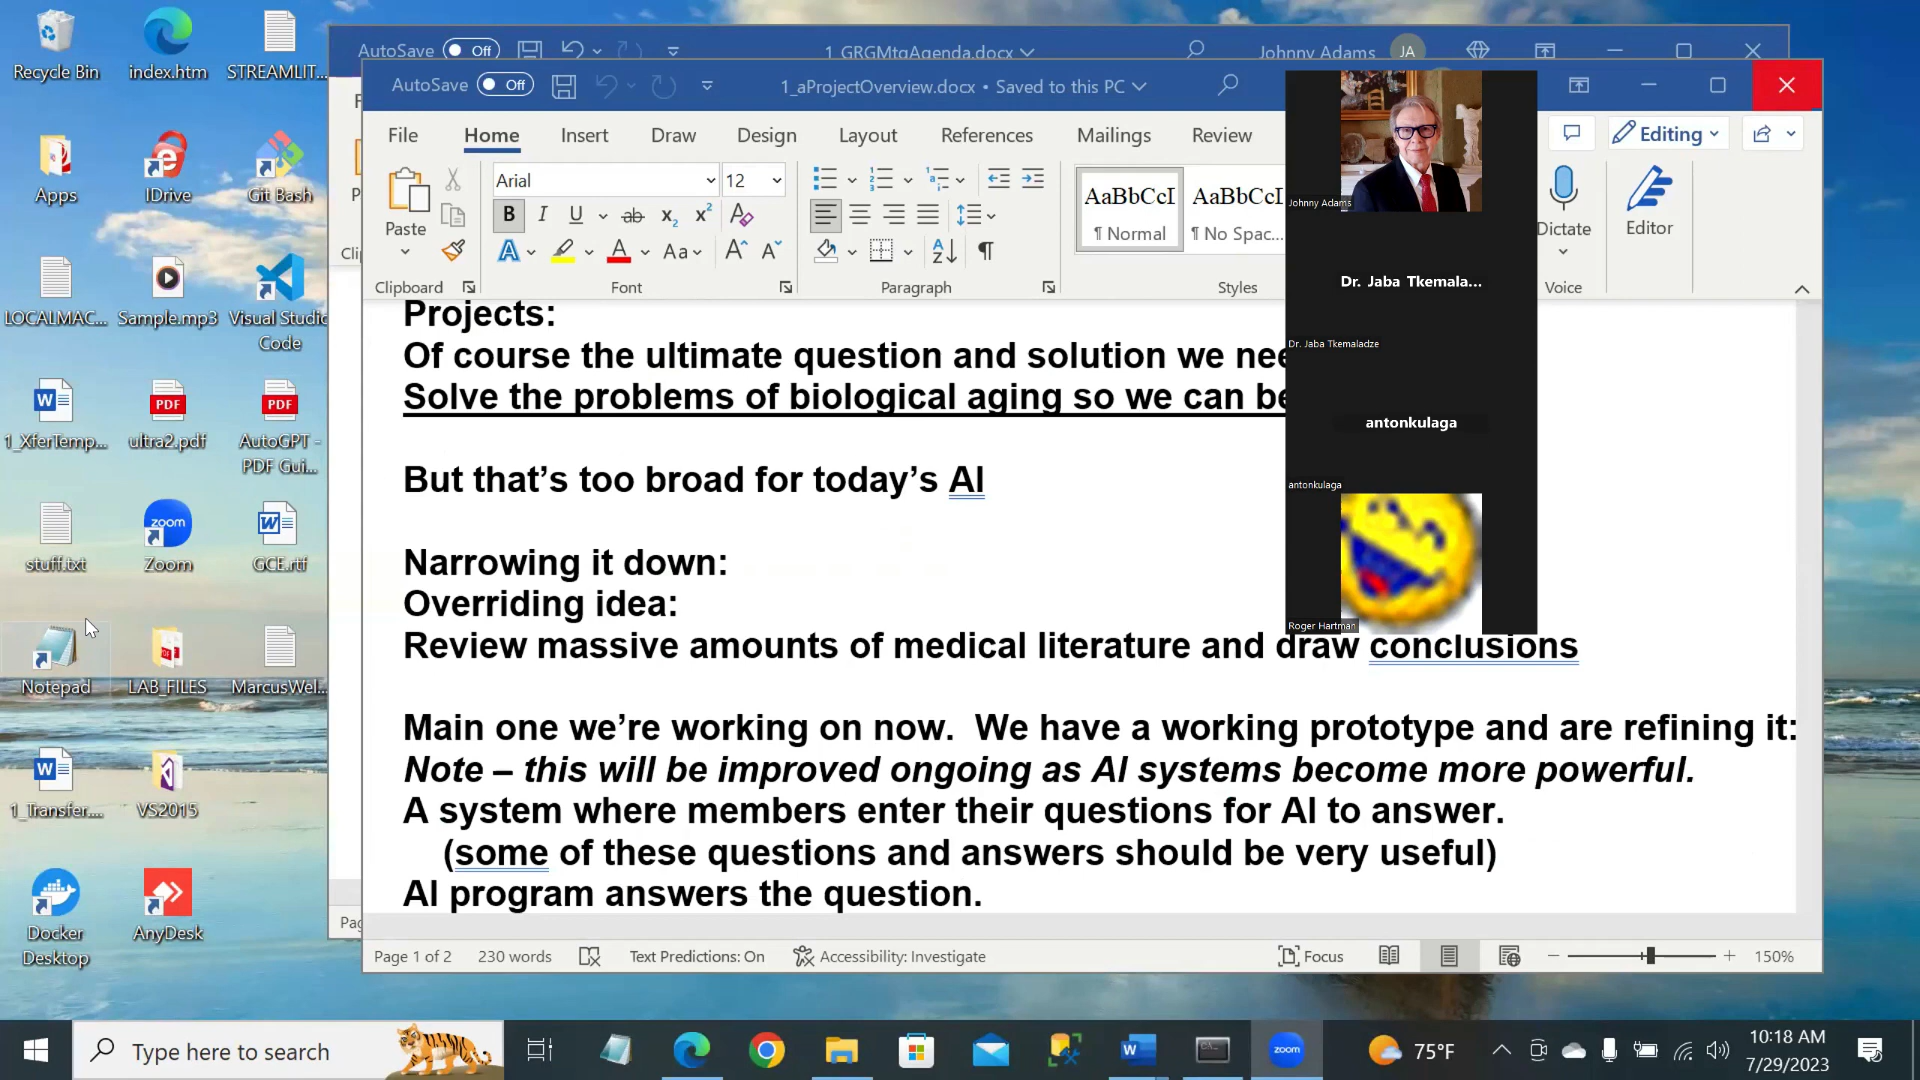 Recycle Bin
index.htm
STREAMLIT...
Apps
IDrive
Git Bash
LOCALMAC...
Sample.mp3
Visual Studio
Code
1_XferTemp...
ultra2.pdf
AutoGPT -
PDF Gui...
stuff.txt
Zoom
GCE.rtf
Notepad
LAB_FILES
MarcusWel...
1_Transfer....
VS2015
Docker
Desktop
AnyDesk
AutoSave Off
1_GRGMtgAgenda.docx
Johnny Adams JA
AutoSave Off
1_aProjectOverview.docx • Saved to this PC
File Home Insert Draw Design Layout References Mailings Review
Editing
Paste
Arial 12
B I U ab x₂ x² A
A A Aa A A
AaBbCcI AaBbCcI
¶ Normal ¶ No Spac...
Dictate
Editor
Clipboard Font Paragraph Styles Voice
Projects:
Of course the ultimate question and solution we nee
Solve the problems of biological aging so we can be
But that’s too broad for today’s AI
Narrowing it down:
Overriding idea:
Review massive amounts of medical literature and draw conclusions
Main one we’re working on now.  We have a working prototype and are refining it:
Note – this will be improved ongoing as AI systems become more powerful.
A system where members enter their questions for AI to answer.
(some of these questions and answers should be very useful)
AI program answers the question.
Johnny Adams
Dr. Jaba Tkemala...
Dr. Jaba Tkemaladze
antonkulaga
antonkulaga
Roger Hartman
Page 1 of 2 230 words Text Predictions: On Accessibility: Investigate Focus 150%
Type here to search
zoom
75°F
10:18 AM
7/29/2023